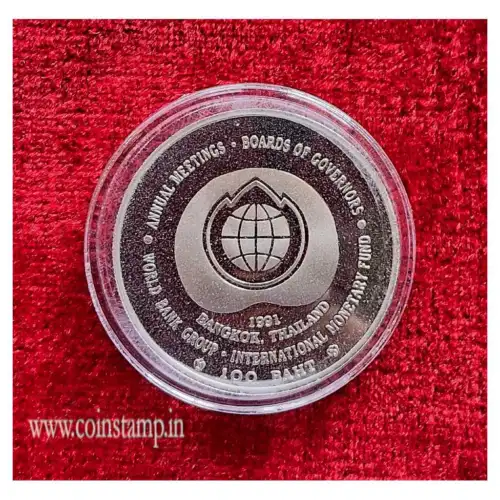 ANNUAL MEETINGS • BOARDS OF GOVERNORS •
WORLD BANK GROUP • INTERNATIONAL MONETARY FUND
1991
BANGKOK, THAILAND
100 BAHT
www.coinstamp.in